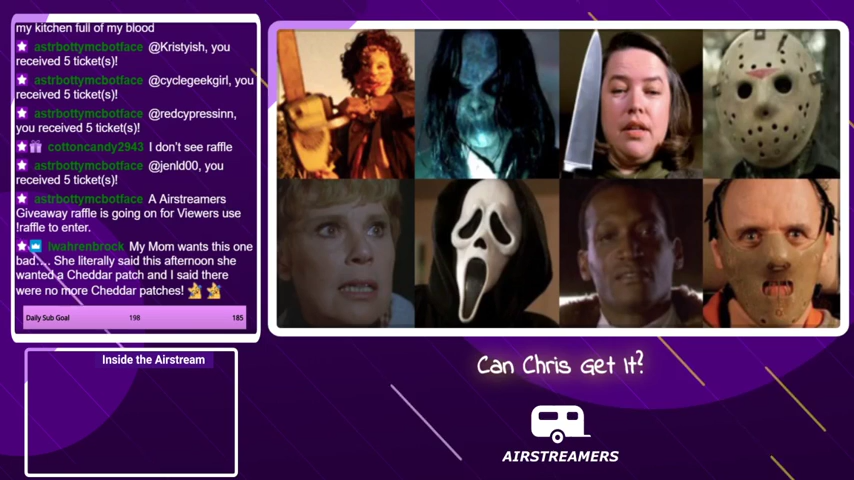 my kitchen full of my blood
astrbottymcbotface @Kristyish, you
received 5 ticket(s)!
astrbottymcbotface @cyclegeekgirl, you
received 5 ticket(s)!
astrbottymcbotface @redcypressinn,
you received 5 ticket(s)!
cottoncandy2943 I don't see raffle
astrbottymcbotface @jenld00, you
received 5 ticket(s)!
astrbottymcbotface A Airstreamers
Giveaway raffle is going on for Viewers use
!raffle to enter.
lwahrenbrock My Mom wants this one
bad.... She literally said this afternoon she
wanted a Cheddar patch and I said there
were no more Cheddar patches!
Daily Sub Goal 198 185
Inside the Airstream
Can Chris Get It?
AIRSTREAMERS